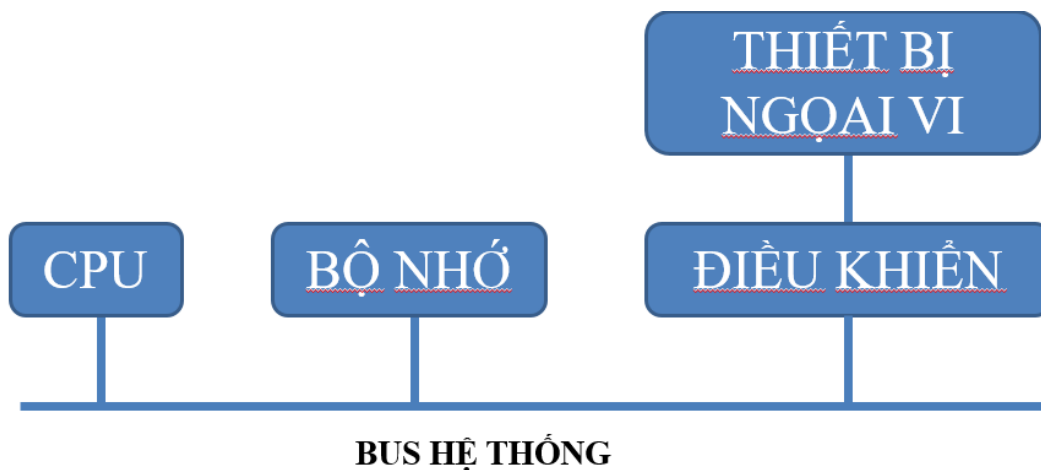 THIẾT BỊ
NGOẠI VI
CPU
BỘ NHỚ
ĐIỀU KHIỂN
BUS HỆ THỐNG